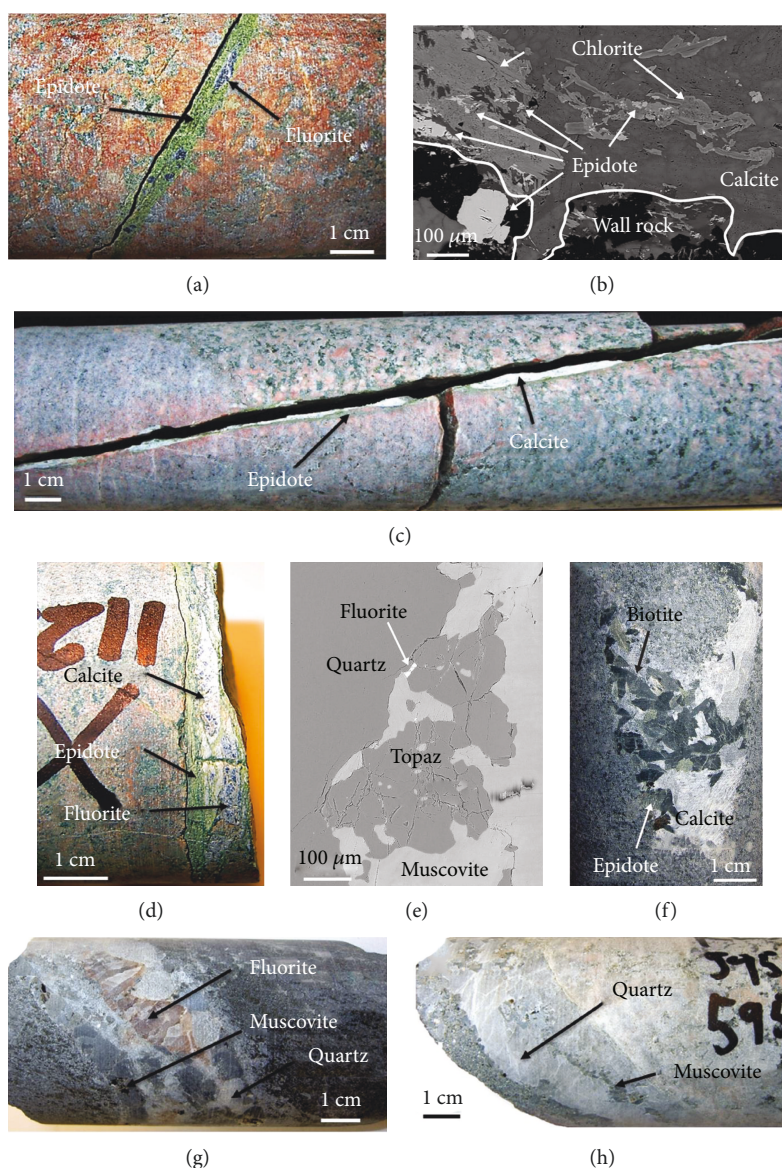 Epidote
Fluorite
1 cm
(a)
Chlorite
Epidote
Calcite
Wall rock
100 μm
(b)
Calcite
Epidote
1 cm
(c)
112
X
Calcite
Epidote
Fluorite
1 cm
(d)
Fluorite
Quartz
Topaz
100 μm
Muscovite
(e)
Biotite
Calcite
Epidote
1 cm
(f)
Fluorite
Muscovite
Quartz
1 cm
(g)
Quartz
Muscovite
1 cm
(h)